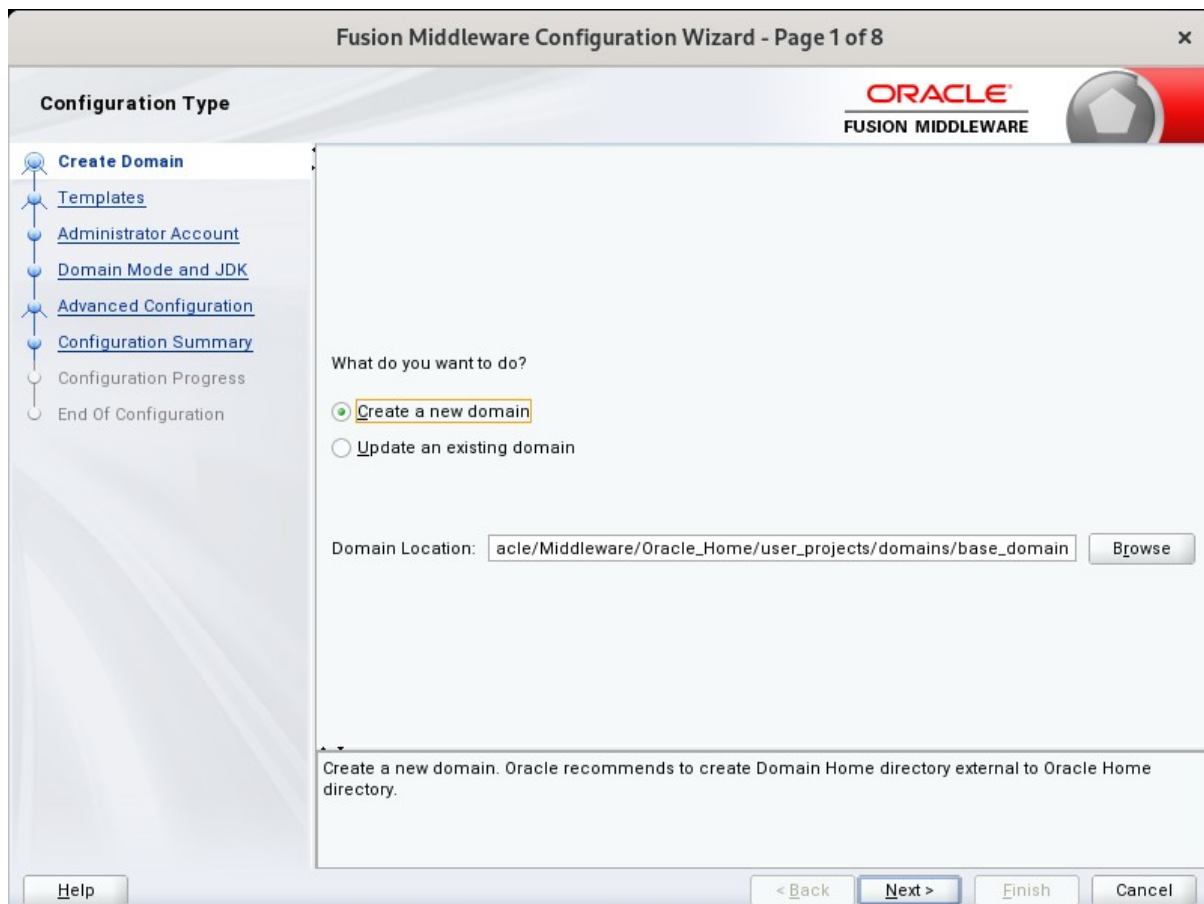 Fusion Middleware Configuration Wizard - Page 1 of 8
×
Configuration Type
ORACLE
FUSION MIDDLEWARE
Create Domain
Templates
Administrator Account
Domain Mode and JDK
Advanced Configuration
Configuration Summary
Configuration Progress
End Of Configuration
What do you want to do?
Create a new domain
Update an existing domain
Domain Location: acle/Middleware/Oracle_Home/user_projects/domains/base_domain Browse
Create a new domain. Oracle recommends to create Domain Home directory external to Oracle Home
directory.
Help < Back Next > Finish Cancel